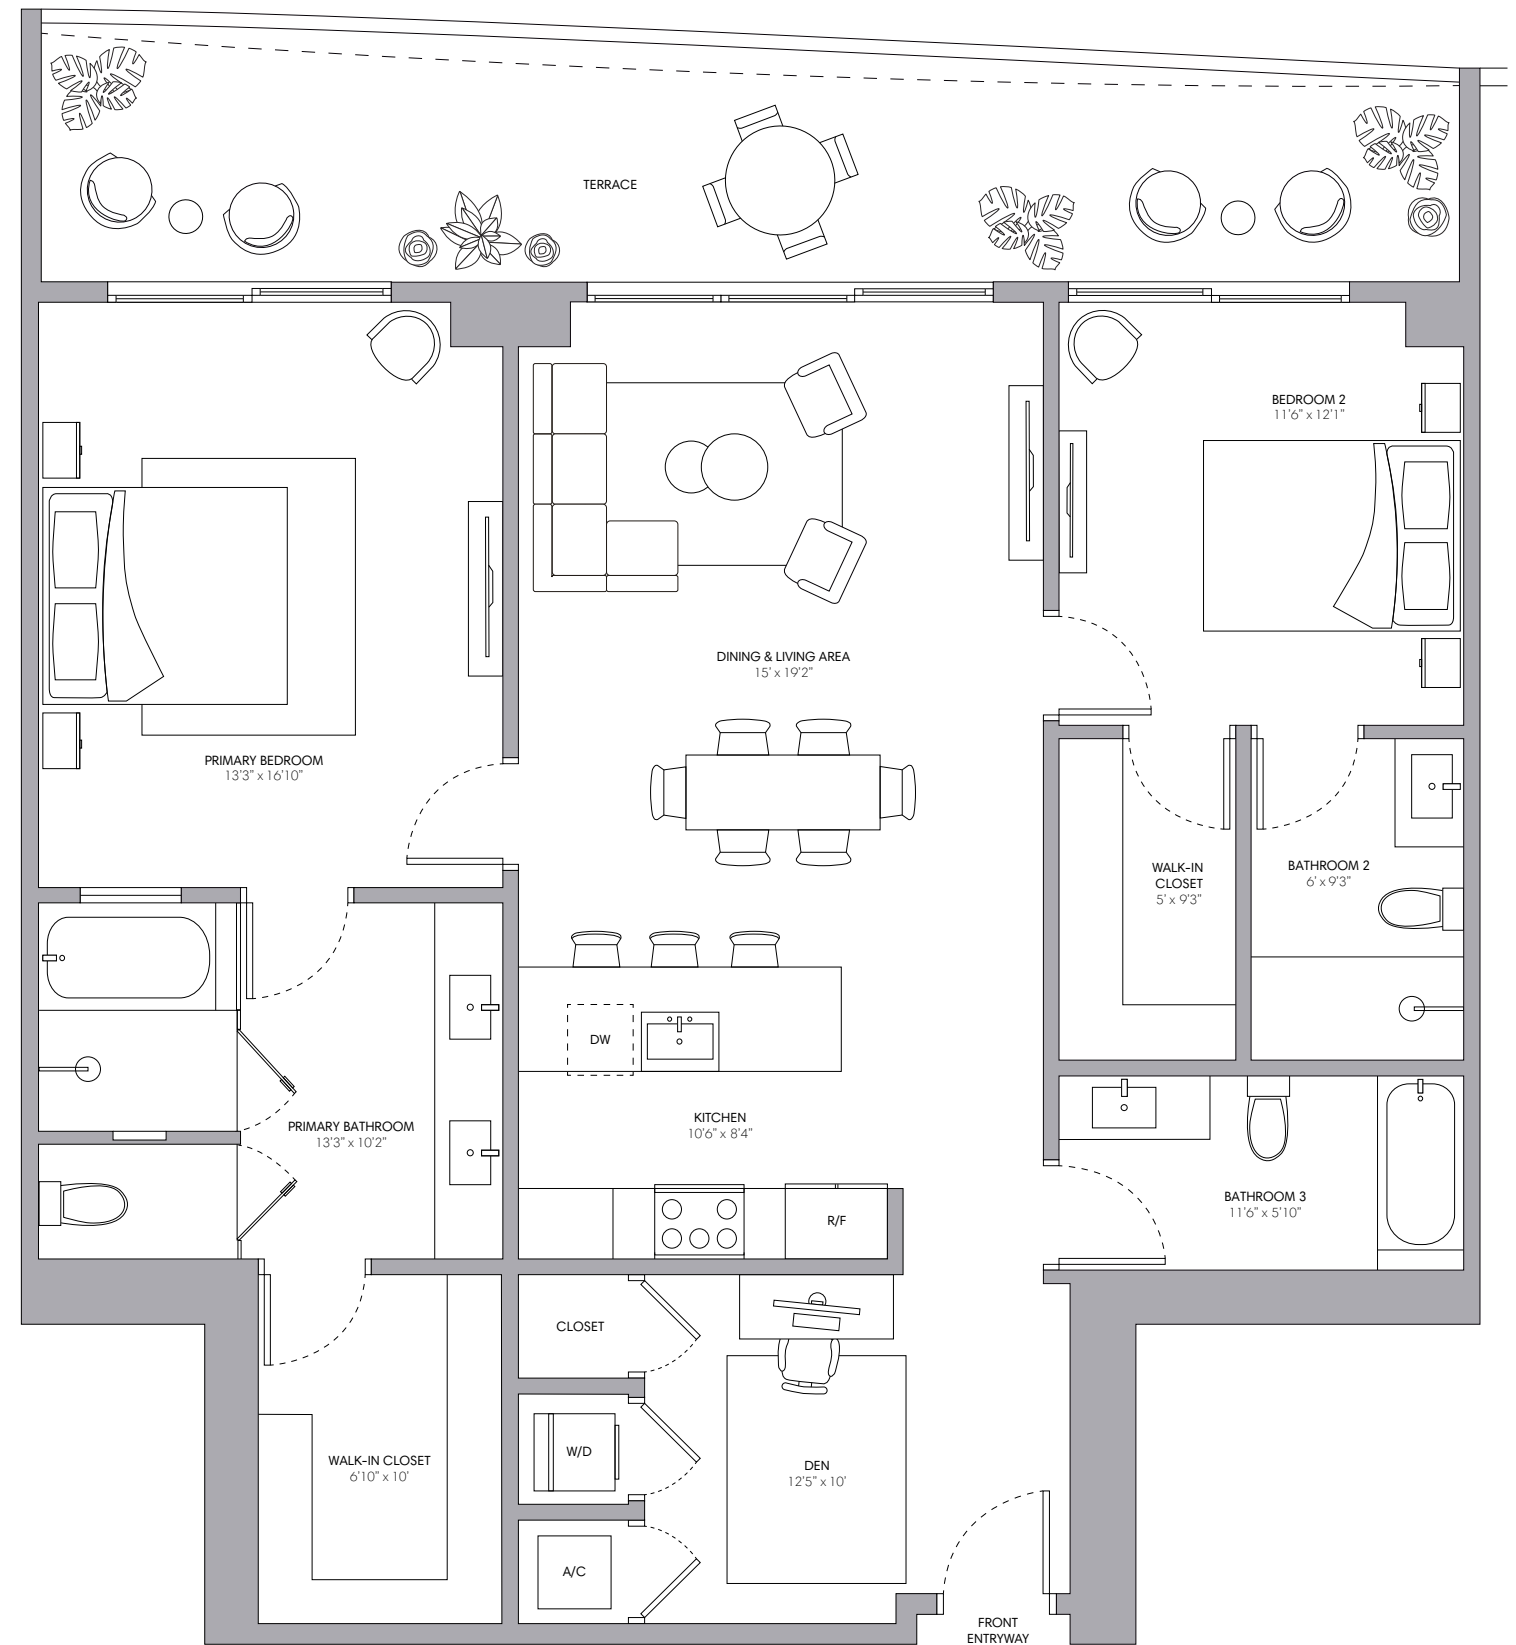 TERRACE
BEDROOM 2
11'6" x 12'1"
DINING & LIVING AREA
15' x 19'2"
PRIMARY BEDROOM
13'3" x 16'10"
WALK-IN
CLOSET
5' x 9'3"
BATHROOM 2
6' x 9'3"
DW
KITCHEN
10'6" x 8'4"
PRIMARY BATHROOM
13'3" x 10'2"
R/F
BATHROOM 3
11'6" x 5'10"
CLOSET
WALK-IN CLOSET
6'10" x 10'
W/D
DEN
12'5" x 10'
A/C
FRONT
ENTRYWAY